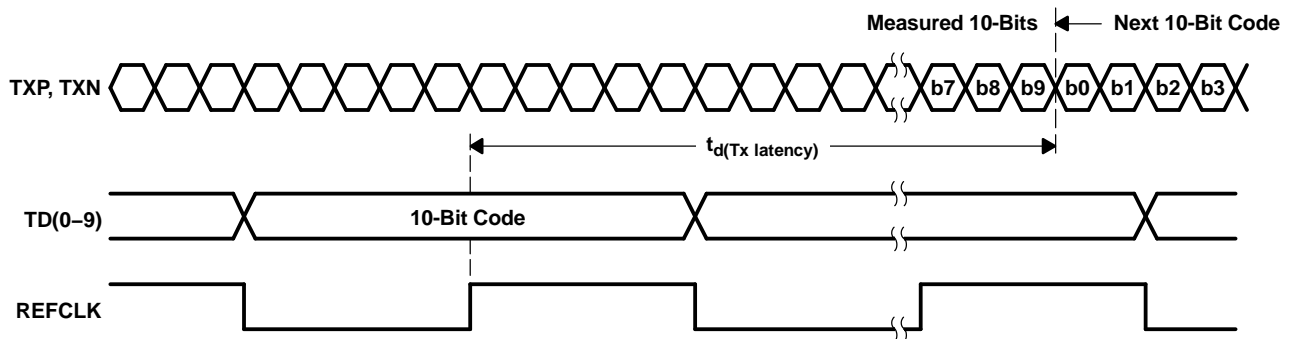 Measured 10-Bits Next 10-Bit Code
TXP, TXN b7 b8 b9 b0 b1 b2 b3
td(Tx latency)
TD(0–9) 10-Bit Code
REFCLK